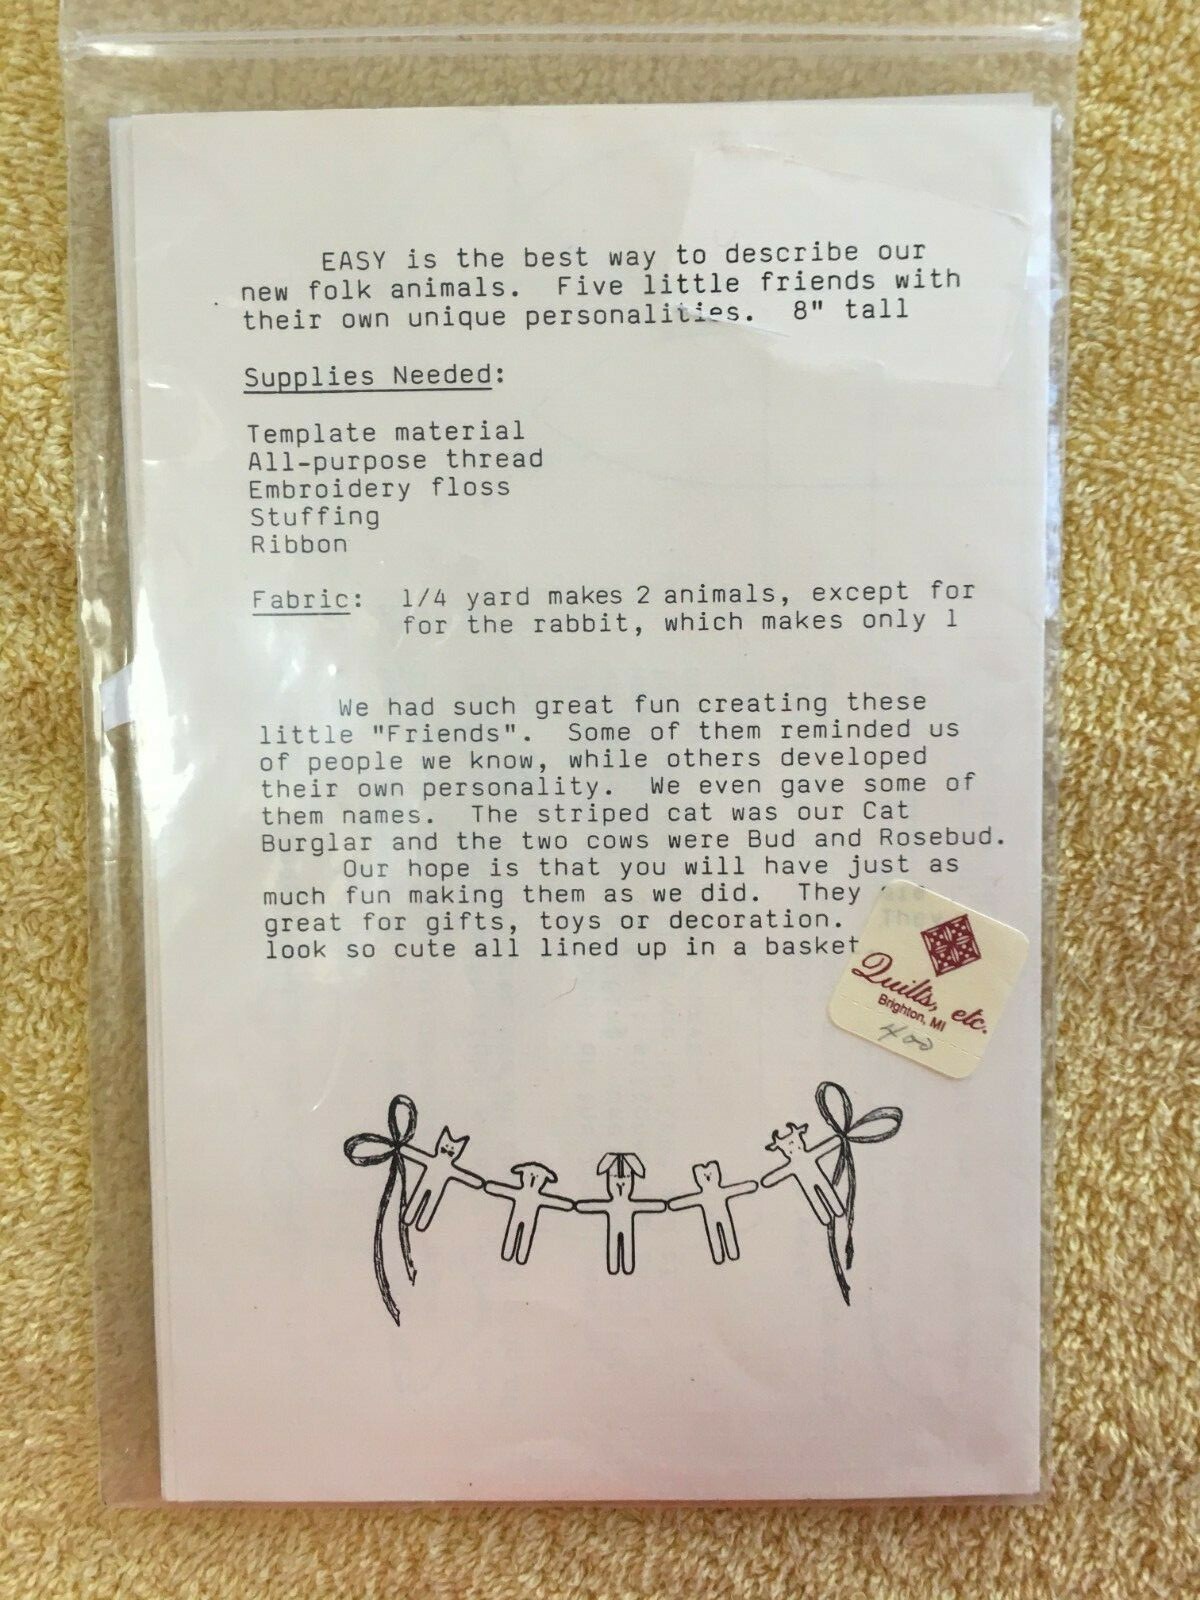 EASY is the best way to describe our
new folk animals. Five little friends with
their own unique personalities. 8" tall
Supplies Needed:
Template material
All-purpose thread
Embroidery floss
Stuffing
Ribbon
Fabric: 1/4 yard makes 2 animals, except for
for the rabbit, which makes only 1
We had such great fun creating these
little "Friends". Some of them reminded us
of people we know, while others developed
their own personality. We even gave some of
them names. The striped cat was our Cat
Burglar and the two cows were Bud and Rosebud.
Our hope is that you will have just as
much fun making them as we did. They are
great for gifts, toys or decoration. They
look so cute all lined up in a basket
Quilts, etc.
Brighton, MI
400